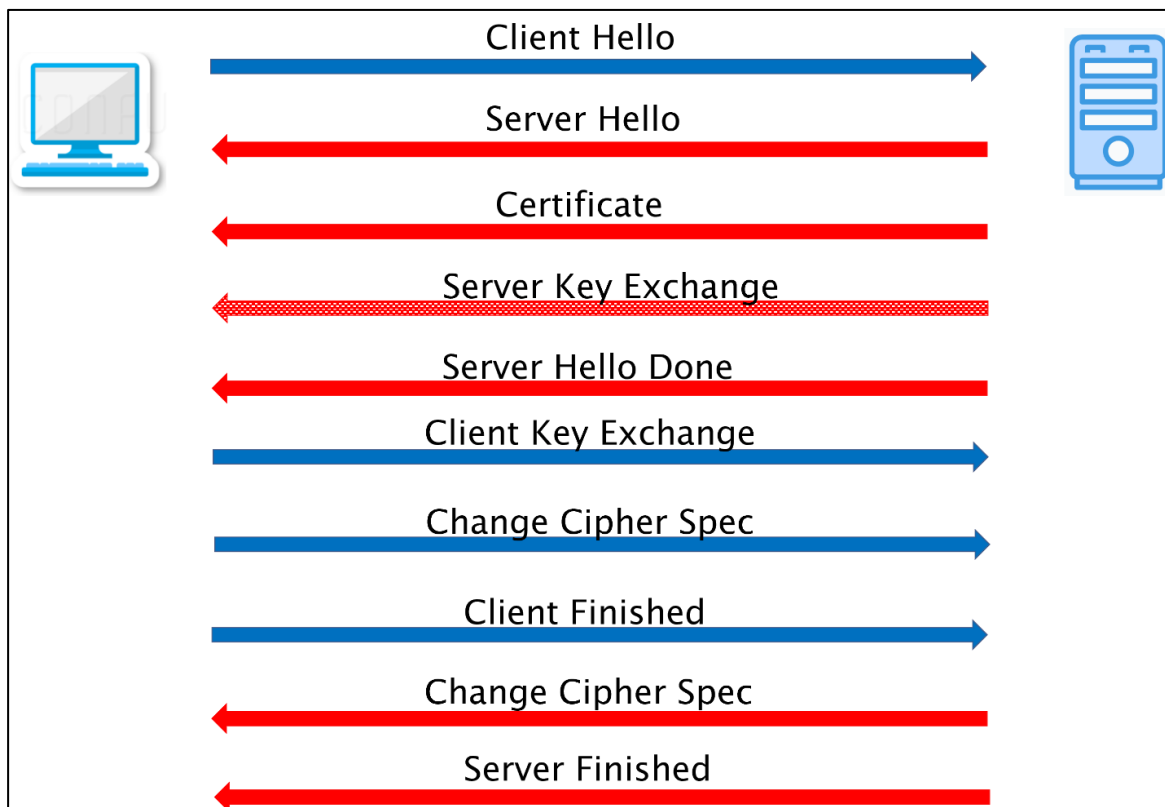 Client Hello
Server Hello
Certificate
Server Key Exchange
Server Hello Done
Client Key Exchange
Change Cipher Spec
Client Finished
Change Cipher Spec
Server Finished